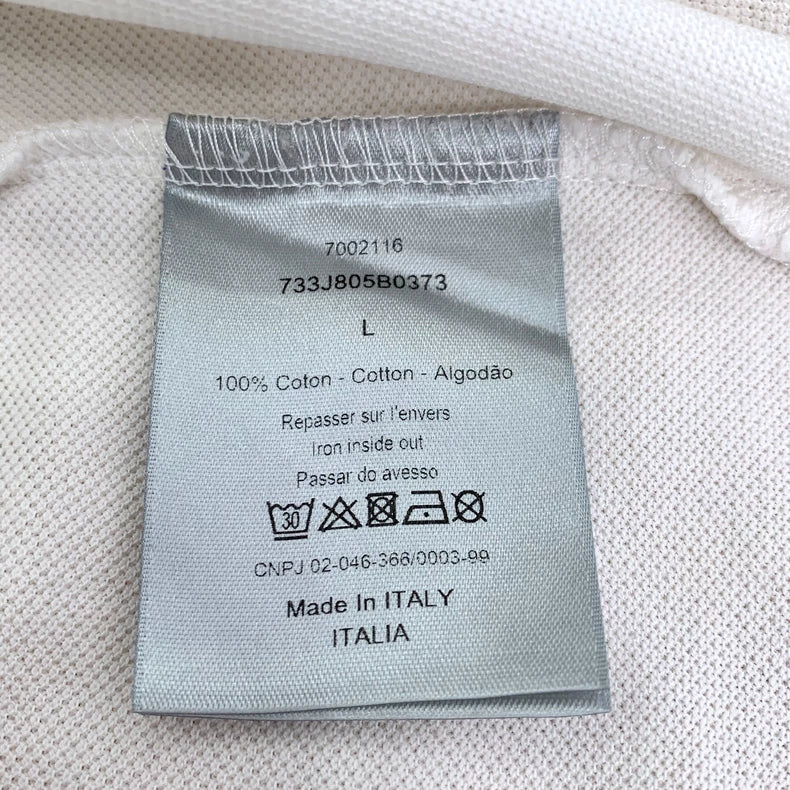 7002116
733J805B0373
L
100% Coton - Cotton - Algodão
Repasser sur l'envers
Iron inside out
Passar do avesso
30
CNPJ 02-046-366/0003-99
Made In ITALY
ITALIA